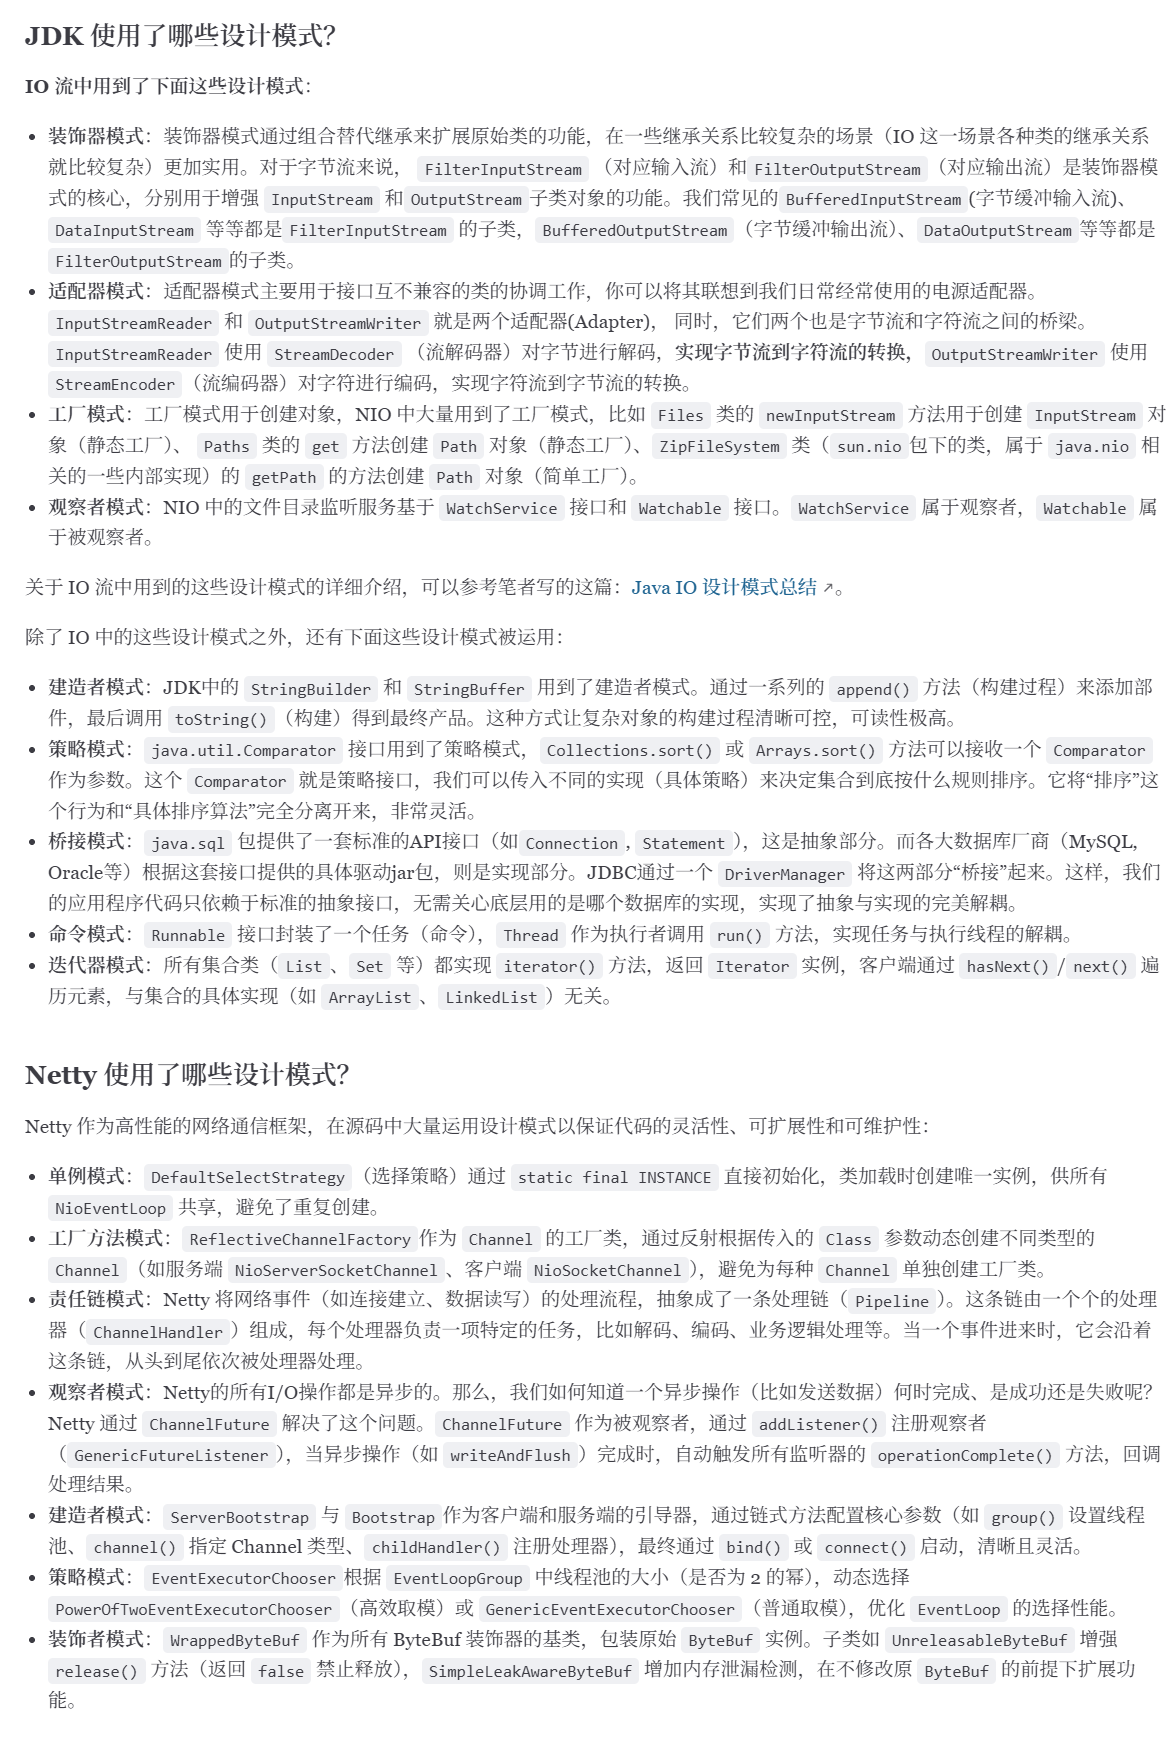 JDK 使用了哪些设计模式？
IO 流中用到了下面这些设计模式：
• 装饰器模式：装饰器模式通过组合替代继承来扩展原始类的功能，在一些继承关系比较复杂的场景（IO 这一场景各种类的继承关系
就比较复杂）更加实用。对于字节流来说， FilterInputStream （对应输入流）和 FilterOutputStream （对应输出流）是装饰器模
式的核心，分别用于增强 InputStream 和 OutputStream 子类对象的功能。我们常见的 BufferedInputStream (字节缓冲输入流)、
DataInputStream 等等都是 FilterInputStream 的子类， BufferedOutputStream （字节缓冲输出流）、 DataOutputStream 等等都是
FilterOutputStream 的子类。
• 适配器模式：适配器模式主要用于接口互不兼容的类的协调工作，你可以将其联想到我们日常经常使用的电源适配器。
InputStreamReader 和 OutputStreamWriter 就是两个适配器(Adapter)， 同时，它们两个也是字节流和字符流之间的桥梁。
InputStreamReader 使用 StreamDecoder （流解码器）对字节进行解码，实现字节流到字符流的转换， OutputStreamWriter 使用
StreamEncoder （流编码器）对字符进行编码，实现字符流到字节流的转换。
• 工厂模式：工厂模式用于创建对象，NIO 中大量用到了工厂模式，比如 Files 类的 newInputStream 方法用于创建 InputStream 对
象（静态工厂）、 Paths 类的 get 方法创建 Path 对象（静态工厂）、 ZipFileSystem 类（ sun.nio 包下的类，属于 java.nio 相
关的一些内部实现）的 getPath 的方法创建 Path 对象（简单工厂）。
• 观察者模式：NIO 中的文件目录监听服务基于 WatchService 接口和 Watchable 接口。 WatchService 属于观察者， Watchable 属
于被观察者。
关于 IO 流中用到的这些设计模式的详细介绍，可以参考笔者写的这篇：Java IO 设计模式总结 ↗。
除了 IO 中的这些设计模式之外，还有下面这些设计模式被运用：
• 建造者模式：JDK中的 StringBuilder 和 StringBuffer 用到了建造者模式。通过一系列的 append() 方法（构建过程）来添加部
件，最后调用 toString() （构建）得到最终产品。这种方式让复杂对象的构建过程清晰可控，可读性极高。
• 策略模式： java.util.Comparator 接口用到了策略模式， Collections.sort() 或 Arrays.sort() 方法可以接收一个 Comparator
作为参数。这个 Comparator 就是策略接口，我们可以传入不同的实现（具体策略）来决定集合到底按什么规则排序。它将“排序”这
个行为和“具体排序算法”完全分离开来，非常灵活。
• 桥接模式： java.sql 包提供了一套标准的API接口（如 Connection , Statement ），这是抽象部分。而各大数据库厂商（MySQL,
Oracle等）根据这套接口提供的具体驱动jar包，则是实现部分。JDBC通过一个 DriverManager 将这两部分“桥接”起来。这样，我们
的应用程序代码只依赖于标准的抽象接口，无需关心底层用的是哪个数据库的实现，实现了抽象与实现的完美解耦。
• 命令模式： Runnable 接口封装了一个任务（命令）， Thread 作为执行者调用 run() 方法，实现任务与执行线程的解耦。
• 迭代器模式：所有集合类（ List 、 Set 等）都实现 iterator() 方法，返回 Iterator 实例，客户端通过 hasNext() / next() 遍
历元素，与集合的具体实现（如 ArrayList 、 LinkedList ）无关。
Netty 使用了哪些设计模式？
Netty 作为高性能的网络通信框架，在源码中大量运用设计模式以保证代码的灵活性、可扩展性和可维护性：
• 单例模式： DefaultSelectStrategy （选择策略）通过 static final INSTANCE 直接初始化，类加载时创建唯一实例，供所有
NioEventLoop 共享，避免了重复创建。
• 工厂方法模式： ReflectiveChannelFactory 作为 Channel 的工厂类，通过反射根据传入的 Class 参数动态创建不同类型的
Channel （如服务端 NioServerSocketChannel 、客户端 NioSocketChannel ），避免为每种 Channel 单独创建工厂类。
• 责任链模式：Netty 将网络事件（如连接建立、数据读写）的处理流程，抽象成了一条处理链（ Pipeline ）。这条链由一个个的处理
器（ ChannelHandler ）组成，每个处理器负责一项特定的任务，比如解码、编码、业务逻辑处理等。当一个事件进来时，它会沿着
这条链，从头到尾依次被处理器处理。
• 观察者模式：Netty的所有I/O操作都是异步的。那么，我们如何知道一个异步操作（比如发送数据）何时完成、是成功还是失败呢？
Netty 通过 ChannelFuture 解决了这个问题。 ChannelFuture 作为被观察者，通过 addListener() 注册观察者
（ GenericFutureListener ），当异步操作（如 writeAndFlush ）完成时，自动触发所有监听器的 operationComplete() 方法，回调
处理结果。
• 建造者模式： ServerBootstrap 与 Bootstrap 作为客户端和服务端的引导器，通过链式方法配置核心参数（如 group() 设置线程
池、 channel() 指定 Channel 类型、 childHandler() 注册处理器），最终通过 bind() 或 connect() 启动，清晰且灵活。
• 策略模式： EventExecutorChooser 根据 EventLoopGroup 中线程池的大小（是否为 2 的幂），动态选择
PowerOfTwoEventExecutorChooser （高效取模）或 GenericEventExecutorChooser （普通取模），优化 EventLoop 的选择性能。
• 装饰者模式： WrappedByteBuf 作为所有 ByteBuf 装饰器的基类，包装原始 ByteBuf 实例。子类如 UnreleasableByteBuf 增强
release() 方法（返回 false 禁止释放）， SimpleLeakAwareByteBuf 增加内存泄漏检测，在不修改原 ByteBuf 的前提下扩展功
能。